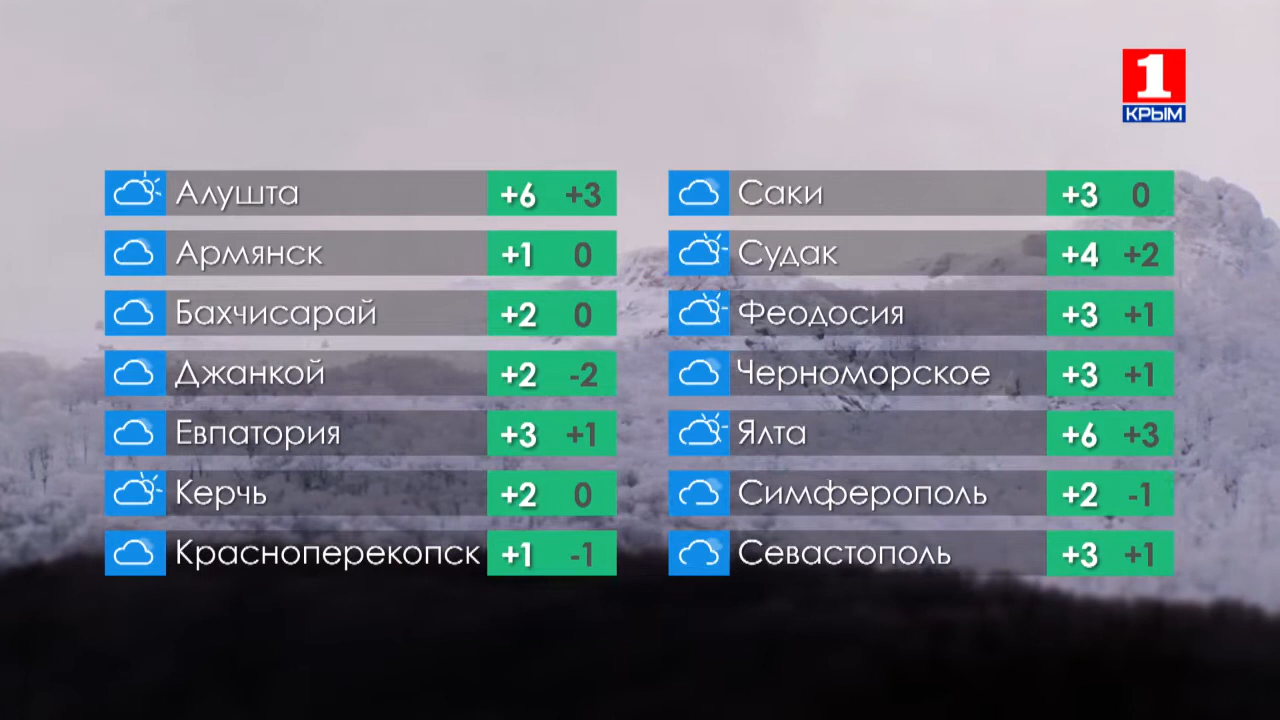 1
КРЫМ
Алушта +6 +3
Армянск +1 0
Бахчисарай +2 0
Джанкой +2 -2
Евпатория +3 +1
Керчь +2 0
Красноперекопск +1 -1
Саки +3 0
Судак +4 +2
Феодосия +3 +1
Черноморское +3 +1
Ялта +6 +3
Симферополь +2 -1
Севастополь +3 +1